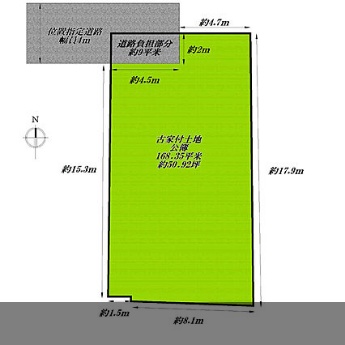 約4.7m
位置指定道路
幅員4m
道路負担部分
約9平米
約2m
約4.5m
N
古家付土地
公簿
168.35平米
約50.92坪
約15.3m
約17.9m
約1.5m
約8.1m